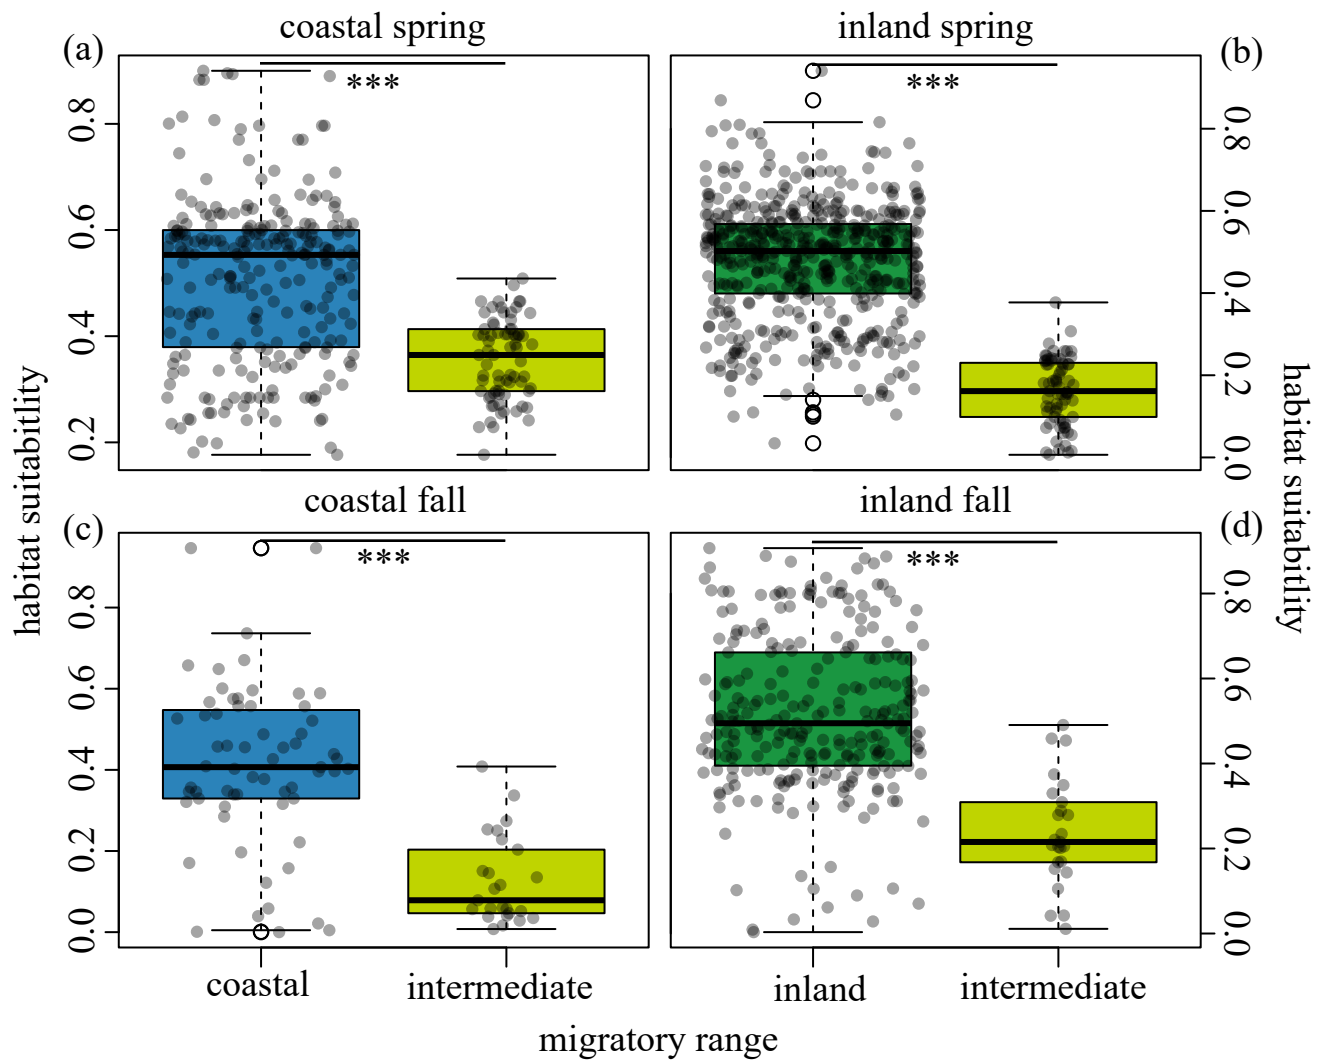 coastal spring
inland spring
(a)
(b)
***
***
0.8
0.6
0.4
0.2
0.8
0.6
0.4
0.2
0.0
habitat suitabitlity
habitat suitabitlity
coastal fall
inland fall
(c)
(d)
***
***
0.8
0.6
0.4
0.2
0.0
0.8
0.6
0.4
0.2
0.0
coastal
intermediate
inland
intermediate
migratory range